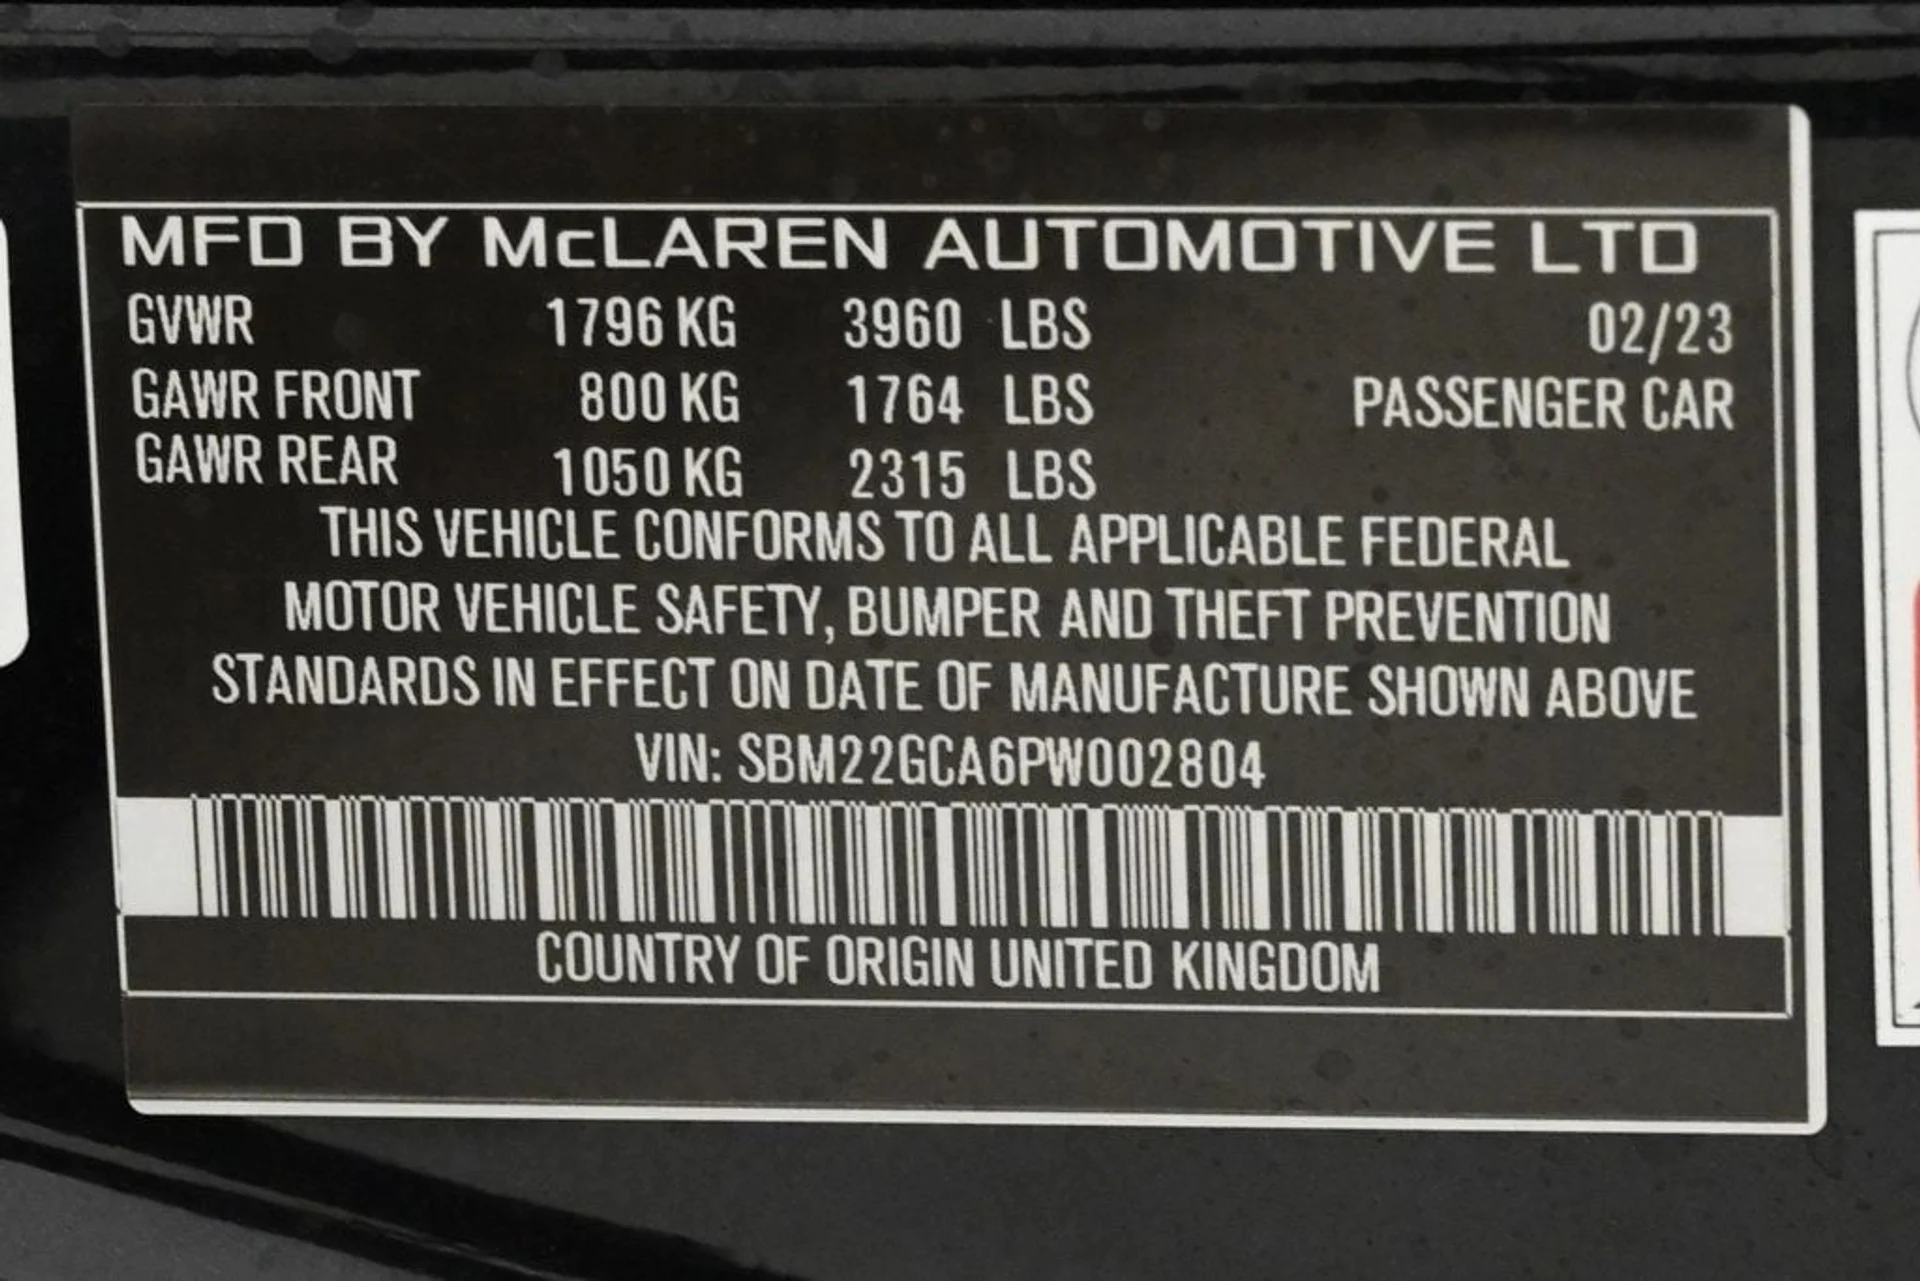 MFD BY McLAREN AUTOMOTIVE LTD
GVWR 1796 KG 3960 LBS 02/23
GAWR FRONT 800 KG 1764 LBS PASSENGER CAR
GAWR REAR 1050 KG 2315 LBS
THIS VEHICLE CONFORMS TO ALL APPLICABLE FEDERAL
MOTOR VEHICLE SAFETY, BUMPER AND THEFT PREVENTION
STANDARDS IN EFFECT ON DATE OF MANUFACTURE SHOWN ABOVE
VIN: SBM22GCA6PW002804
COUNTRY OF ORIGIN UNITED KINGDOM